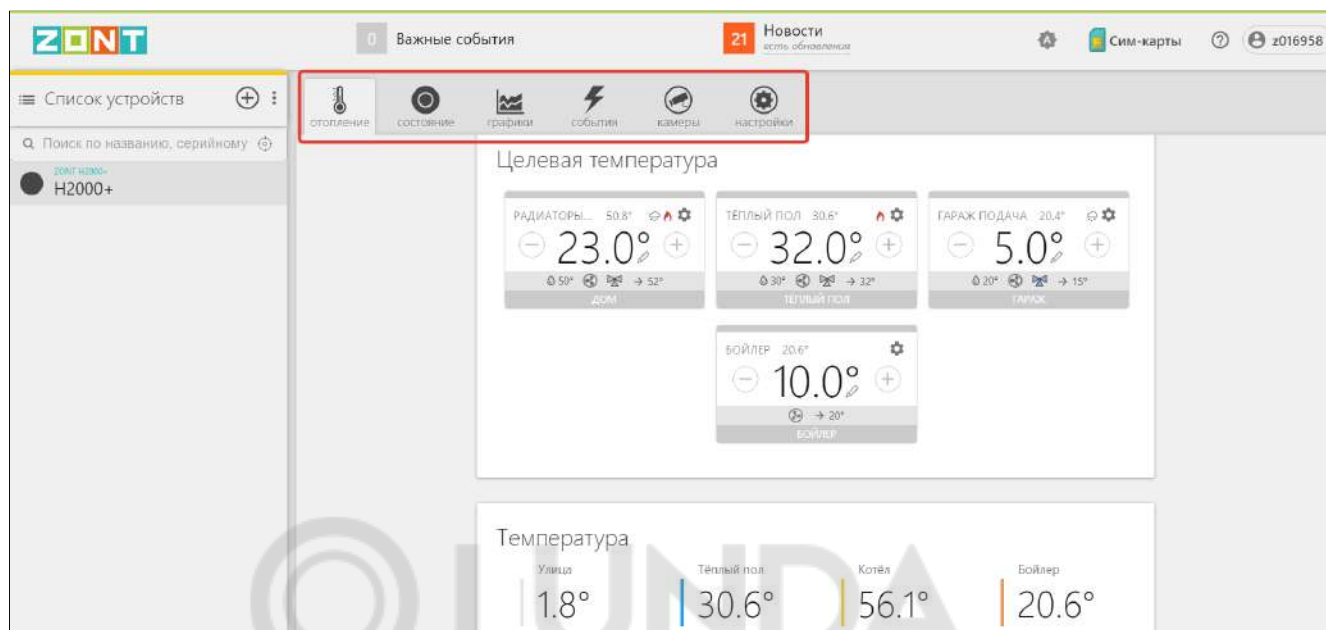 ZONT
0 Важные события
21 Новости
есть обновления
Сим-карты
z016958
Список устройств
Поиск по названию, серийному
ZONT H2000+
H2000+
отопление
состояние
графики
события
камеры
настройки
Целевая температура
РАДИАТОРЫ... 50.8°
23.0°
50° → 52°
ДОМ
ТЁПЛЫЙ ПОЛ 30.6°
32.0°
30° → 32°
ТЁПЛЫЙ ПОЛ
ГАРАЖ ПОДАЧА 20.4°
5.0°
20° → 15°
ГАРАЖ
БОЙЛЕР 20.6°
10.0°
→ 20°
БОЙЛЕР
Температура
Улица
1.8°
Тёплый пол
30.6°
Котёл
56.1°
Бойлер
20.6°
LUNDA